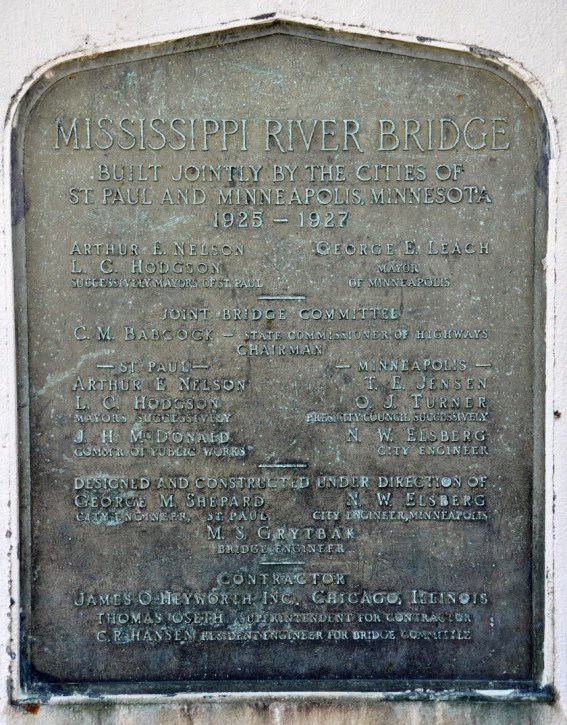 MISSISSIPPI RIVER BRIDGE
BUILT JOINTLY BY THE CITIES OF
ST. PAUL AND MINNEAPOLIS, MINNESOTA
1925 – 1927
ARTHUR E. NELSON GEORGE E. LEACH
L. C. HODGSON MAYOR
SUCCESSIVELY MAYORS OF ST. PAUL OF MINNEAPOLIS
JOINT BRIDGE COMMITTEE
C. M. BABCOCK – STATE COMMISSIONER OF HIGHWAYS
CHAIRMAN
— ST. PAUL — — MINNEAPOLIS —
ARTHUR E. NELSON T. E. JENSEN
L. C. HODGSON O. J. TURNER
MAYORS SUCCESSIVELY PRES. CITY COUNCIL SUCCESSIVELY
J. H. MCDONALD N. W. ELSBERG
COMM'R OF PUBLIC WORKS CITY ENGINEER
DESIGNED AND CONSTRUCTED UNDER DIRECTION OF
GEORGE M. SHEPARD N. W. ELSBERG
CITY ENGINEER, ST. PAUL CITY ENGINEER, MINNEAPOLIS
M. S. GRYTBAK
BRIDGE ENGINEER
CONTRACTOR
JAMES O. HEYWORTH, INC., CHICAGO, ILLINOIS
THOMAS JOSETH, SUPERINTENDENT FOR CONTRACTOR
C. R. HANSEN RESIDENT ENGINEER FOR BRIDGE COMMITTEE